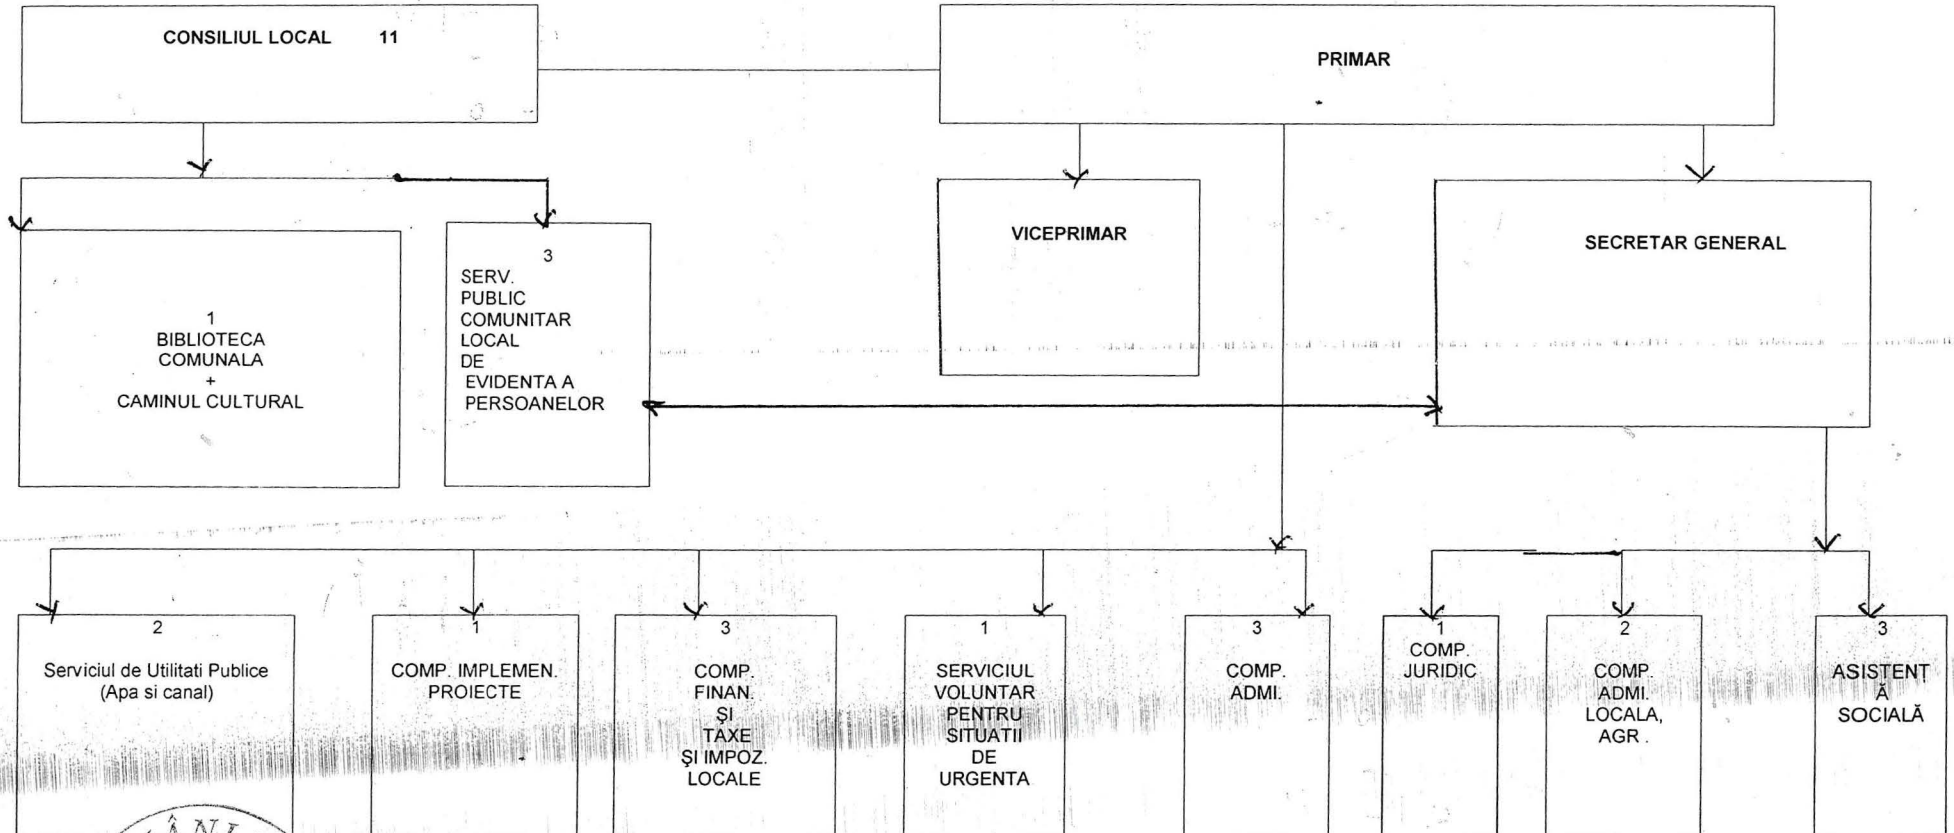 CONSILIUL LOCAL 11
PRIMAR
VICEPRIMAR
SECRETAR GENERAL
1
BIBLIOTECA
COMUNALA
+
CAMINUL CULTURAL
3
SERV.
PUBLIC
COMUNITAR
LOCAL
DE
EVIDENTA A
PERSOANELOR
2
Serviciul de Utilitati Publice
(Apa si canal)
1
COMP. IMPLEMEN.
PROIECTE
3
COMP.
FINAN.
ŞI
TAXE
ŞI IMPOZ.
LOCALE
1
SERVICIUL
VOLUNTAR
PENTRU
SITUATII
DE
URGENTA
3
COMP.
ADMI.
1
COMP.
JURIDIC
2
COMP.
ADMI.
LOCALA,
AGR .
3
ASISTENŢ
Ă
SOCIALĂ